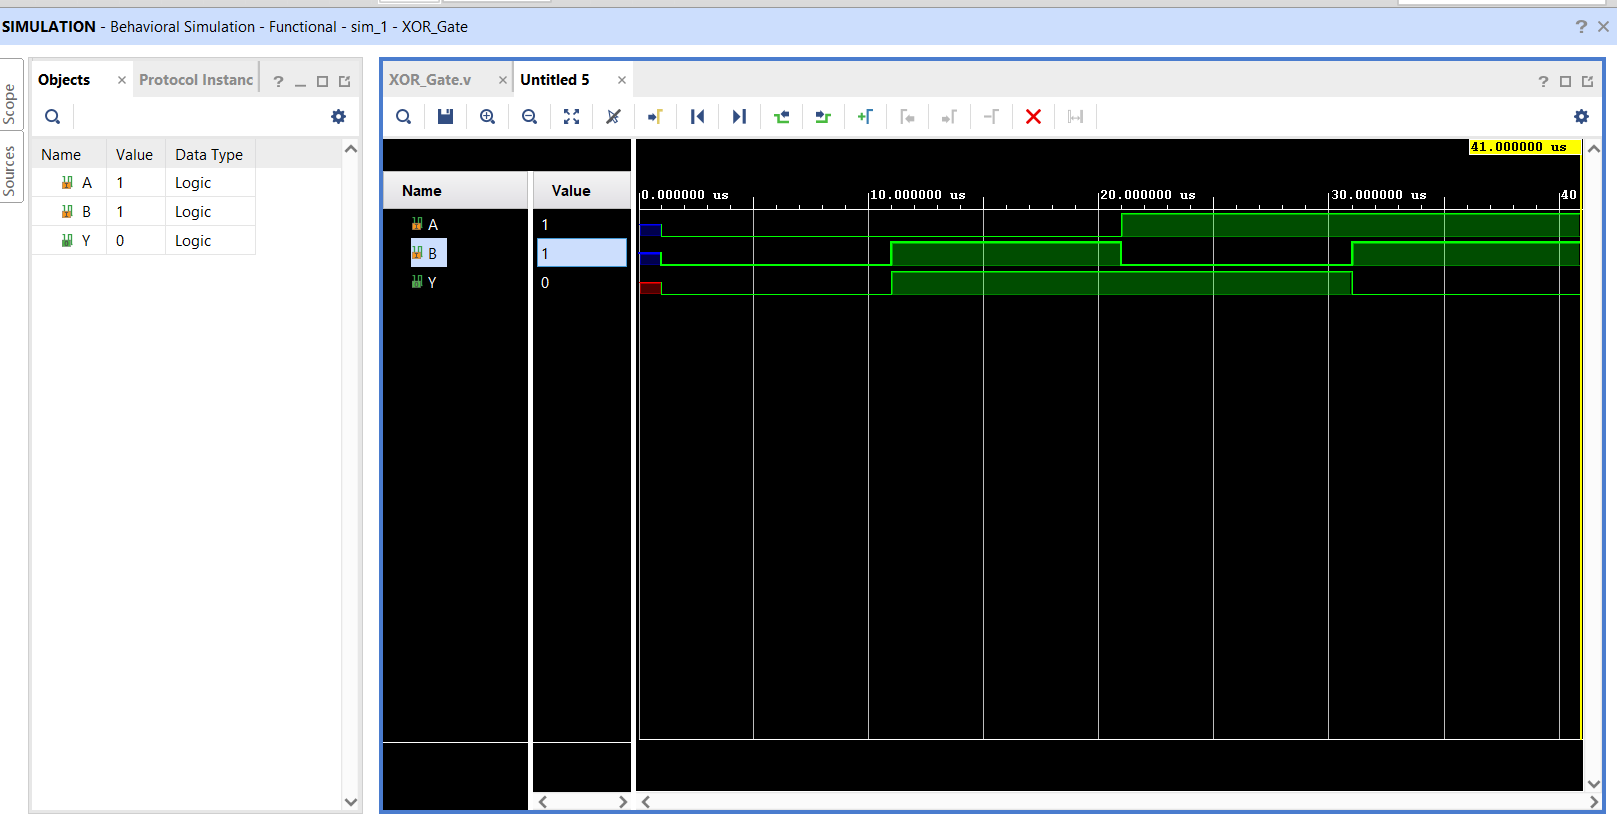 SIMULATION - Behavioral Simulation - Functional - sim_1 - XOR_Gate
? ×
Scope
Sources
Objects × Protocol Instanc ?
Name Value Data Type
A 1 Logic
B 1 Logic
Y 0 Logic
XOR_Gate.v × Untitled 5 × ?
41.000000 us
Name Value
0.000000 us 10.000000 us 20.000000 us 30.000000 us 40
A 1
B 1
Y 0